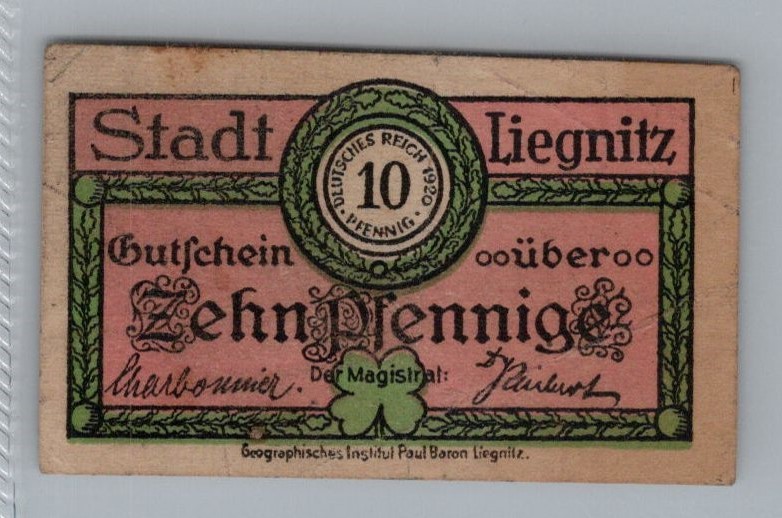 Stadt Liegnitz
DEUTSCHES REICH 1920
10
PFENNIG
Gutſchein über
Zehn Pfennige
Der Magistrat:
Charbonnier.
Geographisches Institut Paul Baron Liegnitz.